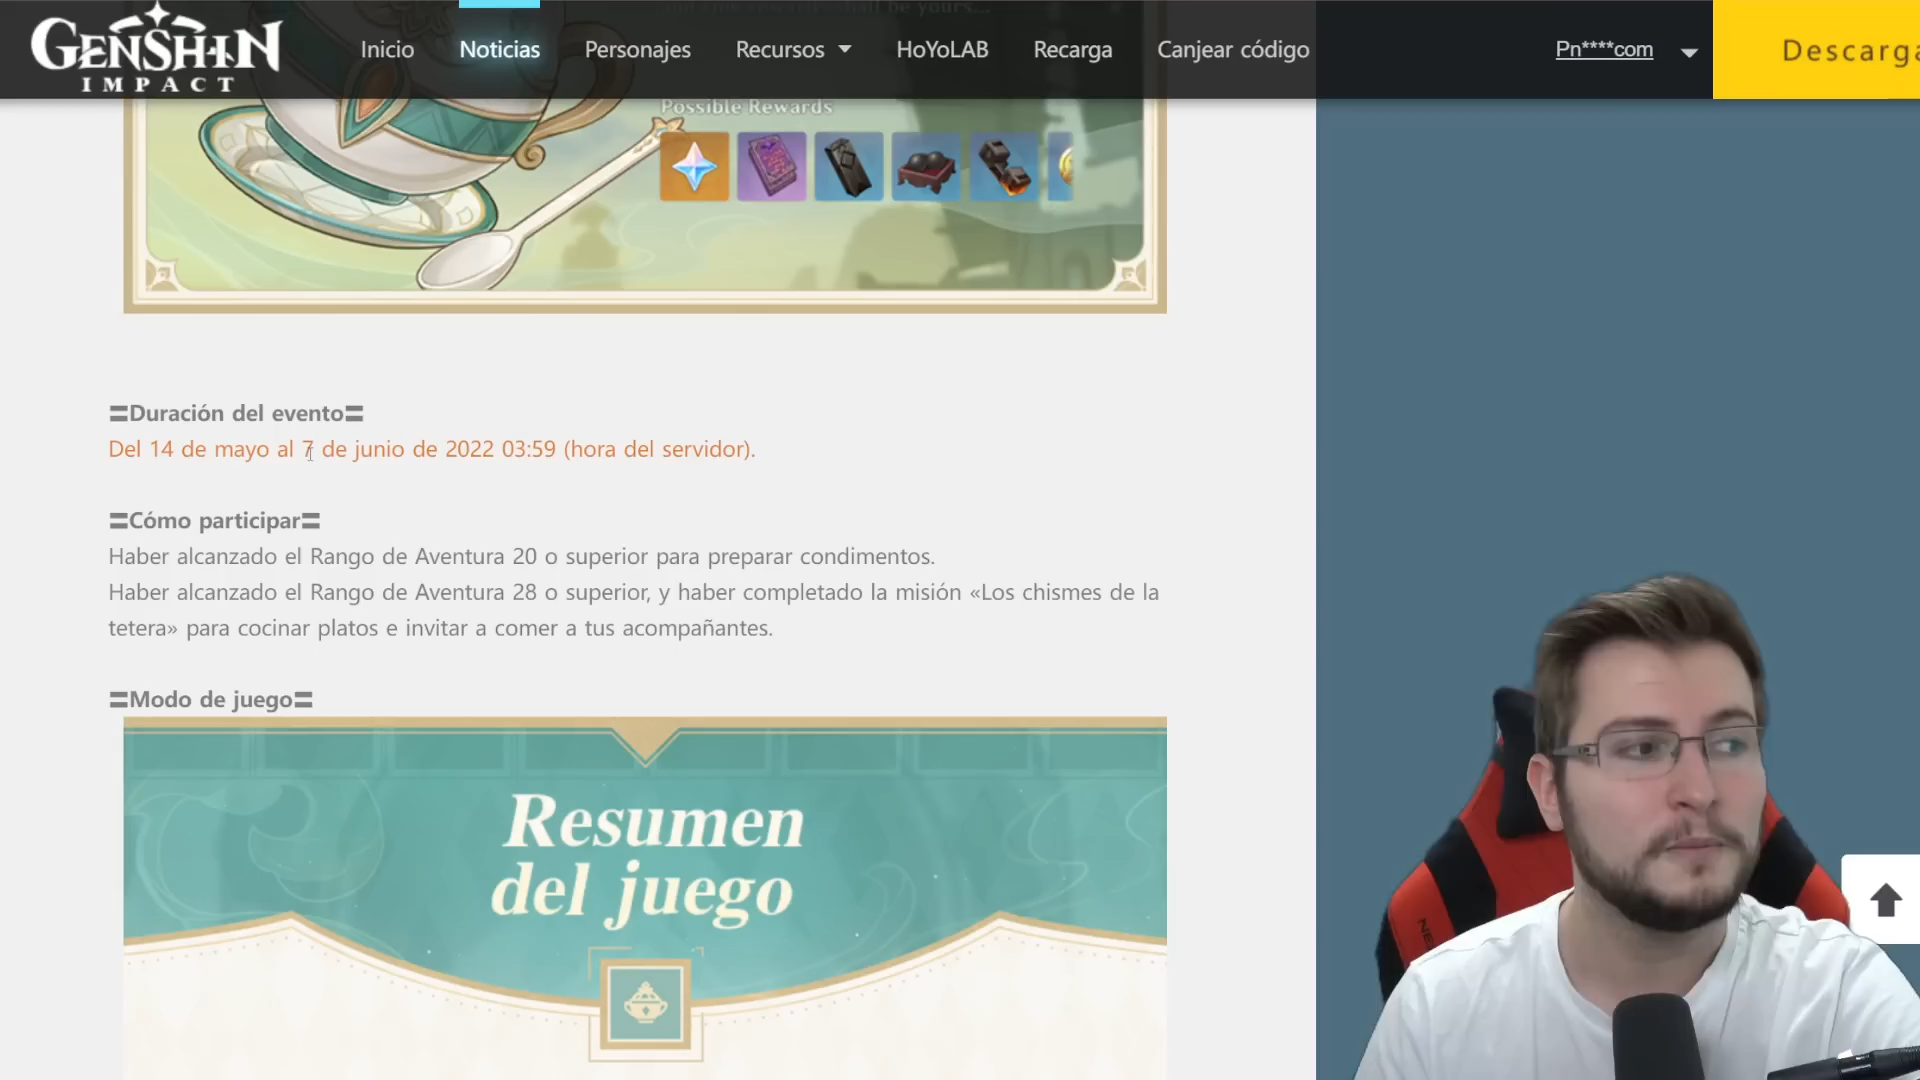 GENSHIN
IMPACT
Inicio
Noticias
Personajes
Recursos
HoYoLAB
Recarga
Canjear código
Pn****com
Descarga
Possible Rewards
〓Duración del evento〓
Del 14 de mayo al 7 de junio de 2022 03:59 (hora del servidor).
〓Cómo participar〓
Haber alcanzado el Rango de Aventura 20 o superior para preparar condimentos.
Haber alcanzado el Rango de Aventura 28 o superior, y haber completado la misión «Los chismes de la
tetera» para cocinar platos e invitar a comer a tus acompañantes.
〓Modo de juego〓
Resumen
del juego